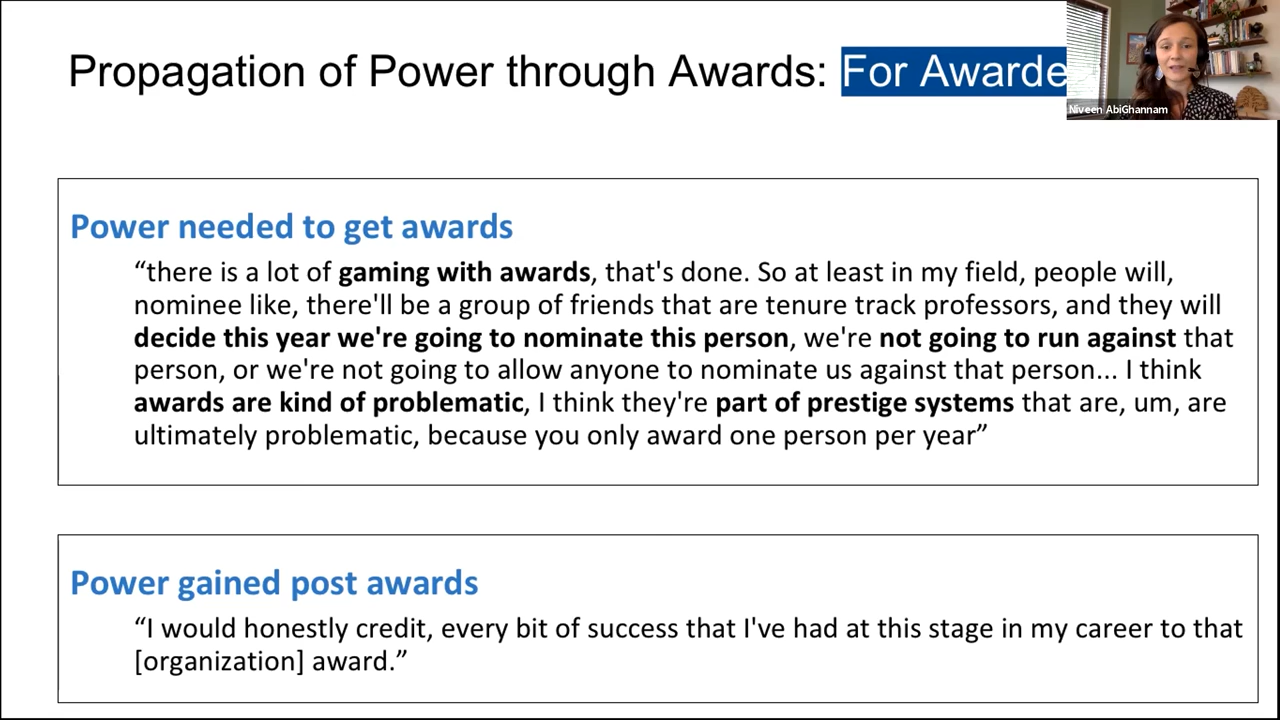 Propagation of Power through Awards: For Awarde
Niveen AbiGhannam
Power needed to get awards
“there is a lot of gaming with awards, that's done. So at least in my field, people will,
nominee like, there'll be a group of friends that are tenure track professors, and they will
decide this year we're going to nominate this person, we're not going to run against that
person, or we're not going to allow anyone to nominate us against that person... I think
awards are kind of problematic, I think they're part of prestige systems that are, um, are
ultimately problematic, because you only award one person per year”
Power gained post awards
“I would honestly credit, every bit of success that I've had at this stage in my career to that
[organization] award.”